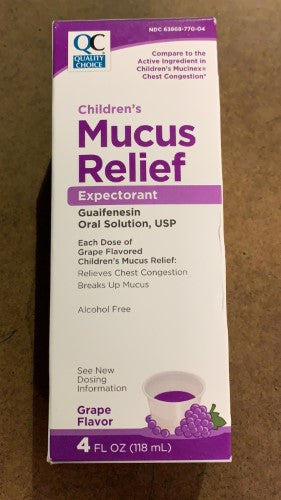 NDC 63868-770-04
QC
QUALITY
CHOICE
Compare to the
Active Ingredient in
Children's Mucinex®
Chest Congestion*
Children's
Mucus
Relief
Expectorant
Guaifenesin
Oral Solution, USP
Each Dose of
Grape Flavored
Children's Mucus Relief:
Relieves Chest Congestion
Breaks Up Mucus
Alcohol Free
See New
Dosing
Information
Grape
Flavor
4 FL OZ (118 mL)